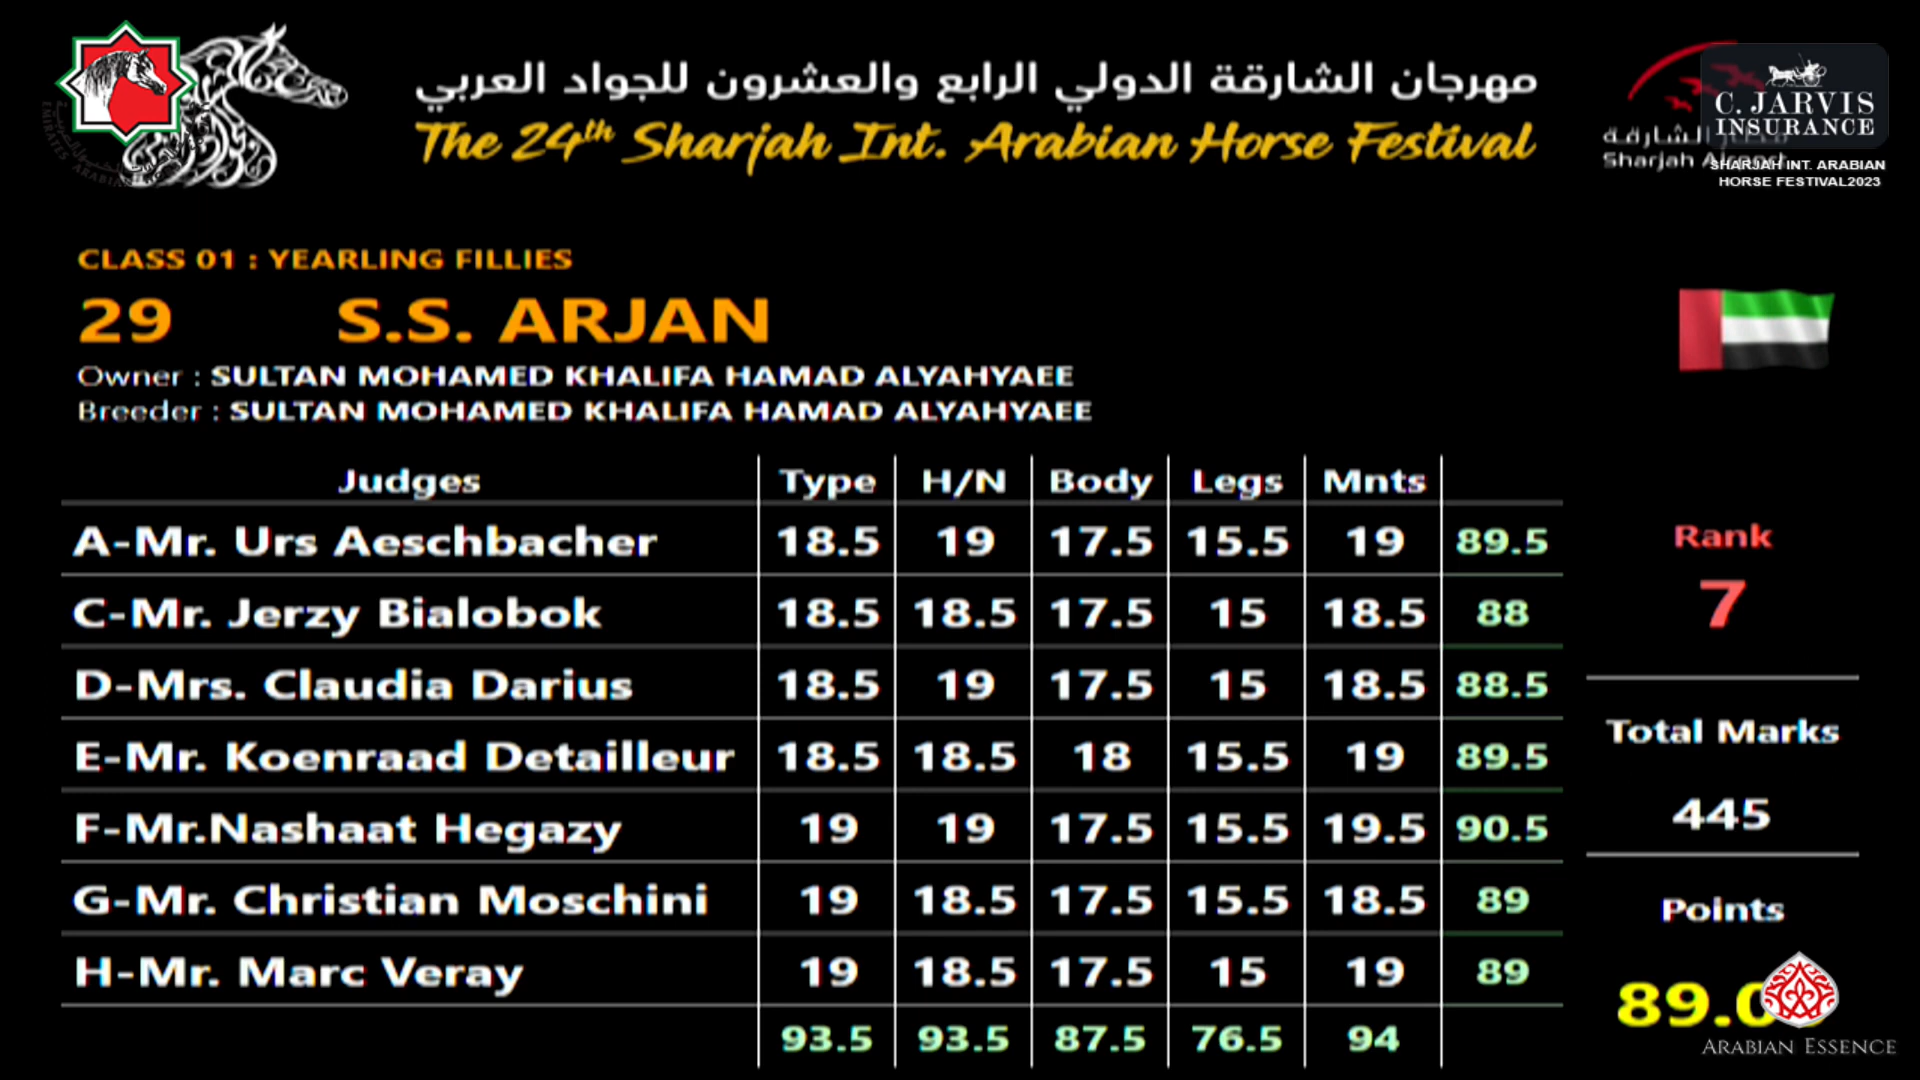 مهرجان الشارقة الدولي الرابع والعشرون للجواد العربي
The 24th Sharjah Int. Arabian Horse Festival
C. JARVIS
INSURANCE
Sharjah
SHARJAH INT. ARABIAN
HORSE FESTIVAL2023
CLASS 01 : YEARLING FILLIES
29 S.S. ARJAN
Owner : SULTAN MOHAMED KHALIFA HAMAD ALYAHYAEE
Breeder : SULTAN MOHAMED KHALIFA HAMAD ALYAHYAEE
Judges Type H/N Body Legs Mnts
A-Mr. Urs Aeschbacher 18.5 19 17.5 15.5 19 89.5
C-Mr. Jerzy Bialobok 18.5 18.5 17.5 15 18.5 88
D-Mrs. Claudia Darius 18.5 19 17.5 15 18.5 88.5
E-Mr. Koenraad Detailleur 18.5 18.5 18 15.5 19 89.5
F-Mr.Nashaat Hegazy 19 19 17.5 15.5 19.5 90.5
G-Mr. Christian Moschini 19 18.5 17.5 15.5 18.5 89
H-Mr. Marc Veray 19 18.5 17.5 15 19 89
93.5 93.5 87.5 76.5 94
Rank
7
Total Marks
445
Points
89.0
ARABIAN ESSENCE